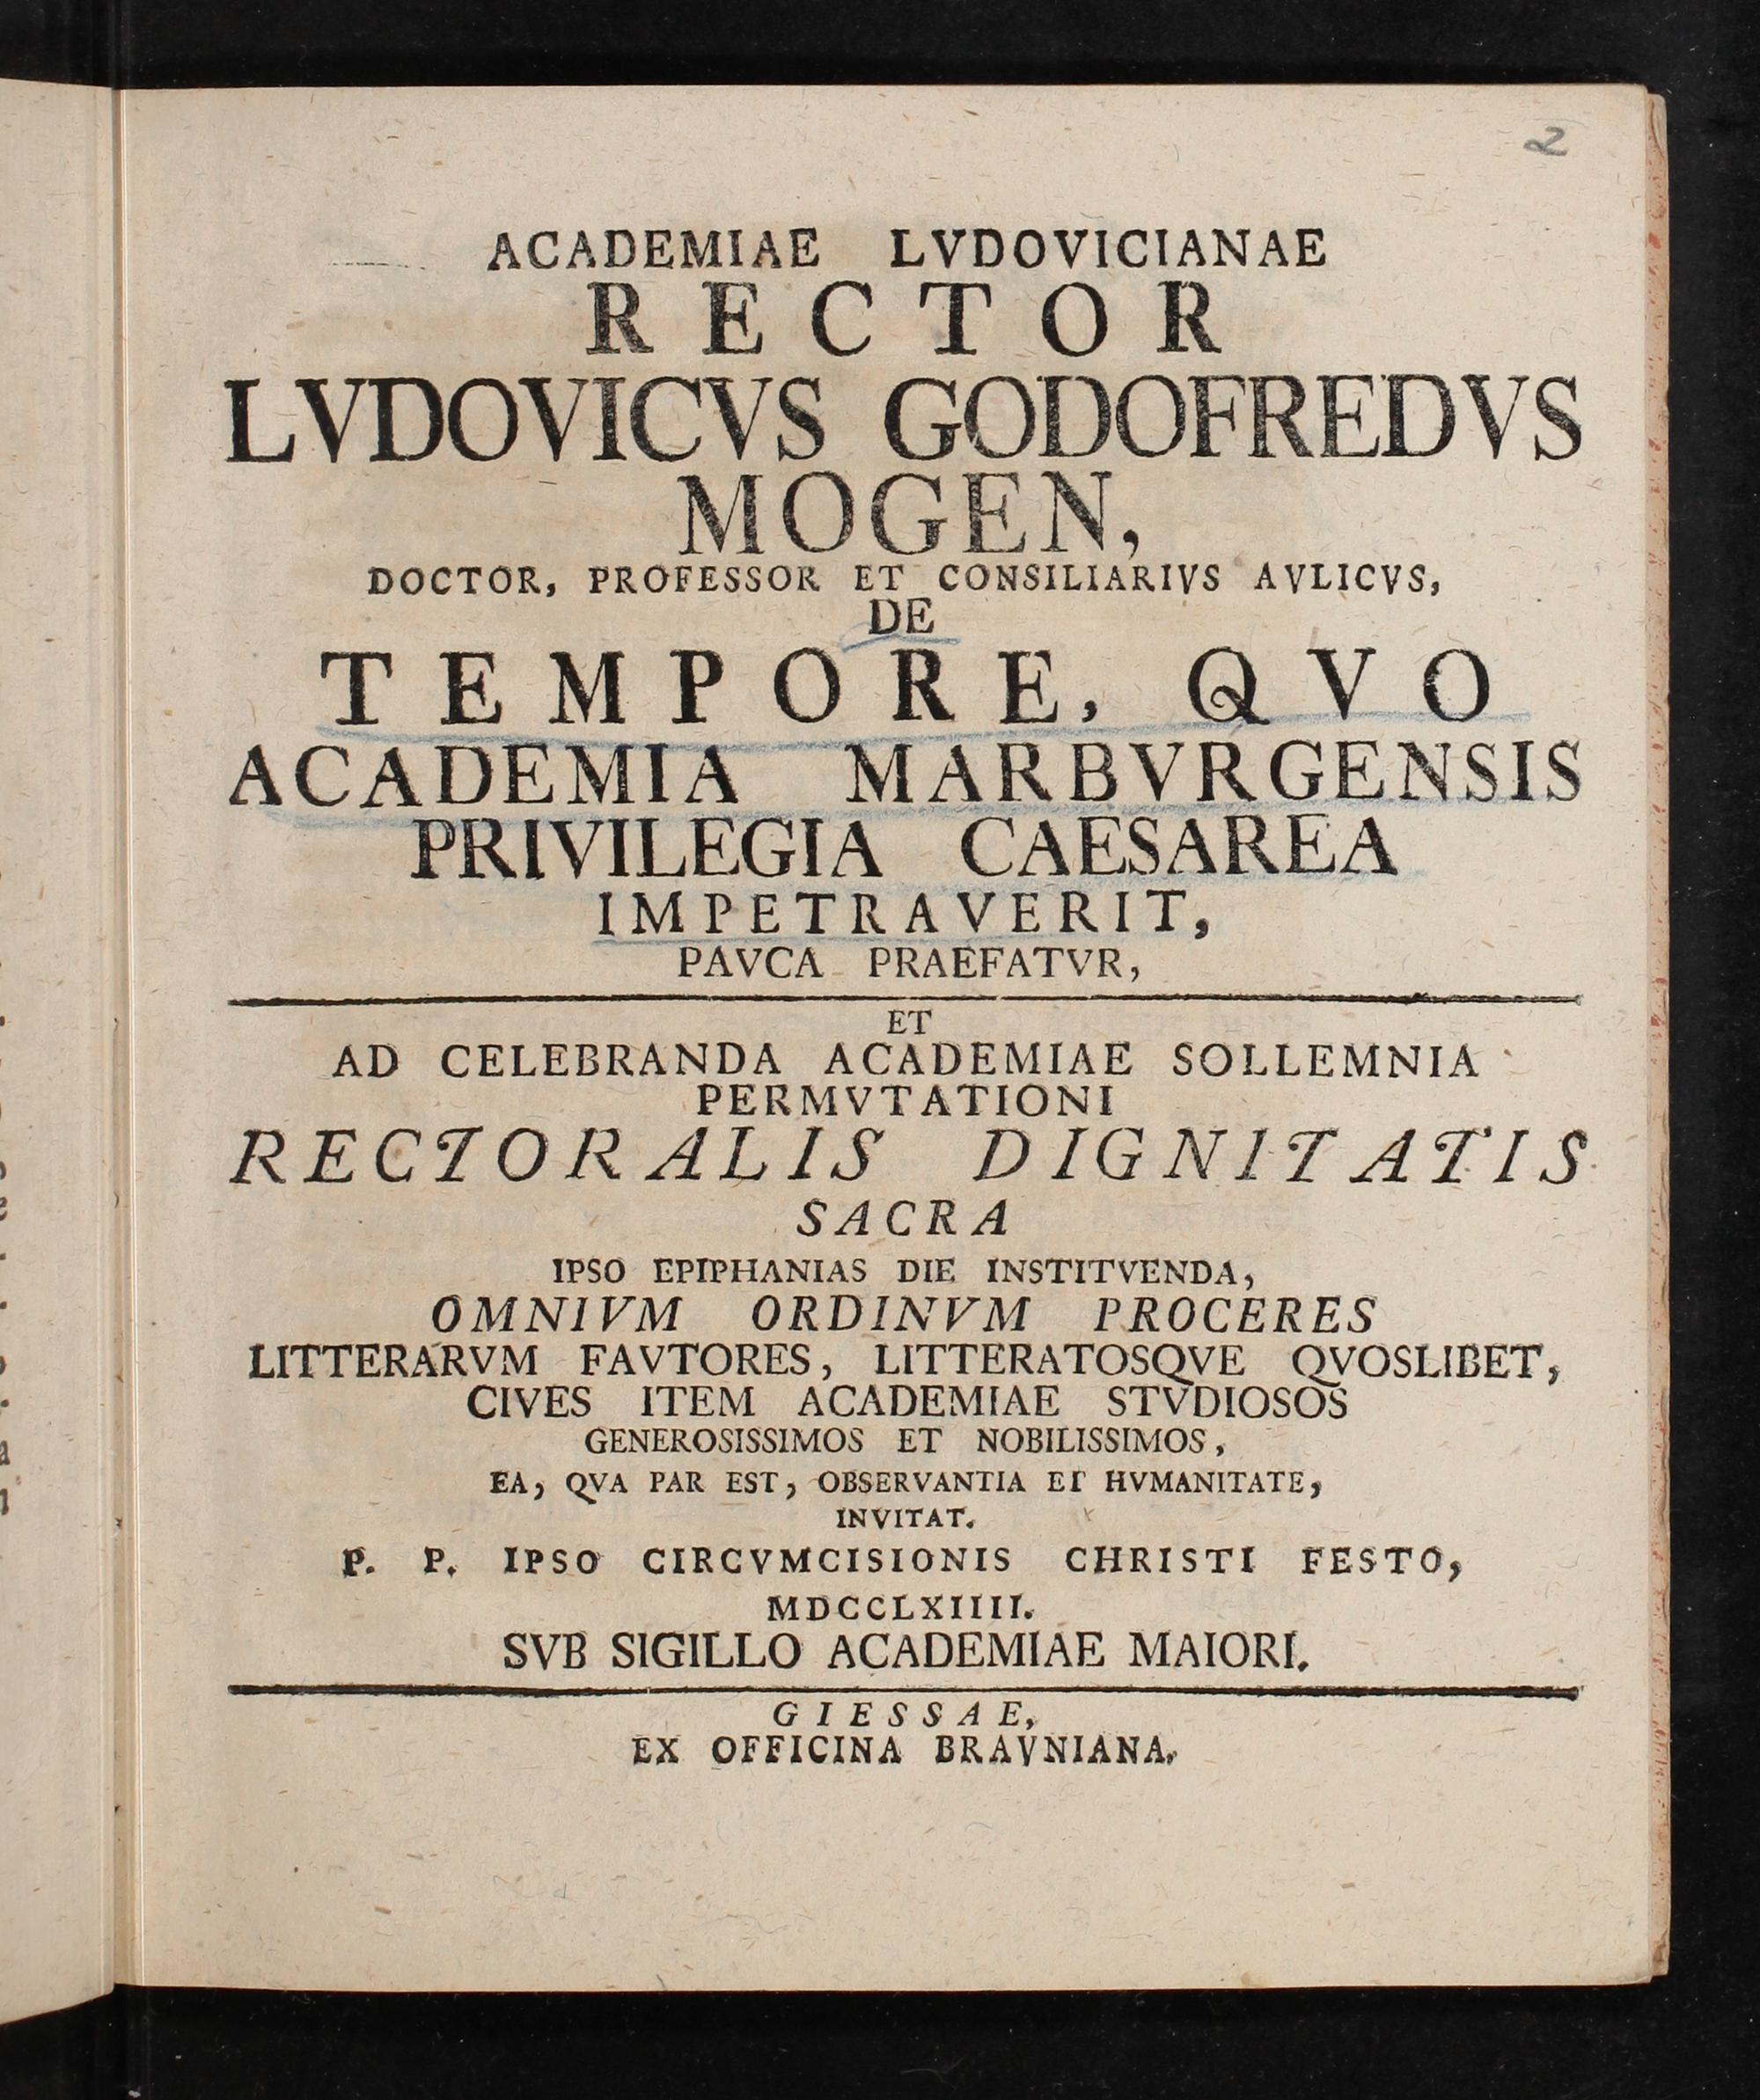 2
ACADEMIAE LVDOVICIANAE
RECTOR
LVDOVICVS GODOFREDVS
MOGEN,
DOCTOR, PROFESSOR ET CONSILIARIVS AVLICVS,
DE
TEMPORE, QVO
ACADEMIA MARBVRGENSIS
PRIVILEGIA CAESAREA
IMPETRAVERIT,
PAVCA PRAEFATVR,
ET
AD CELEBRANDA ACADEMIAE SOLLEMNIA
PERMVTATIONI
RECTORALIS DIGNITATIS
SACRA
IPSO EPIPHANIAS DIE INSTITVENDA,
OMNIVM ORDINVM PROCERES
LITTERARVM FAVTORES, LITTERATOSQVE QVOSLIBET,
CIVES ITEM ACADEMIAE STVDIOSOS
GENEROSISSIMOS ET NOBILISSIMOS,
EA, QVA PAR EST, OBSERVANTIA ET HVMANITATE,
INVITAT.
P. P. IPSO CIRCVMCISIONIS CHRISTI FESTO,
MDCCLXIIII.
SVB SIGILLO ACADEMIAE MAIORI.
GIESSAE,
EX OFFICINA BRAVNIANA.